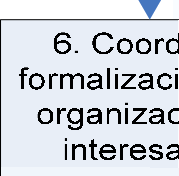 6. Coord
formalizaci
organizac
interesa